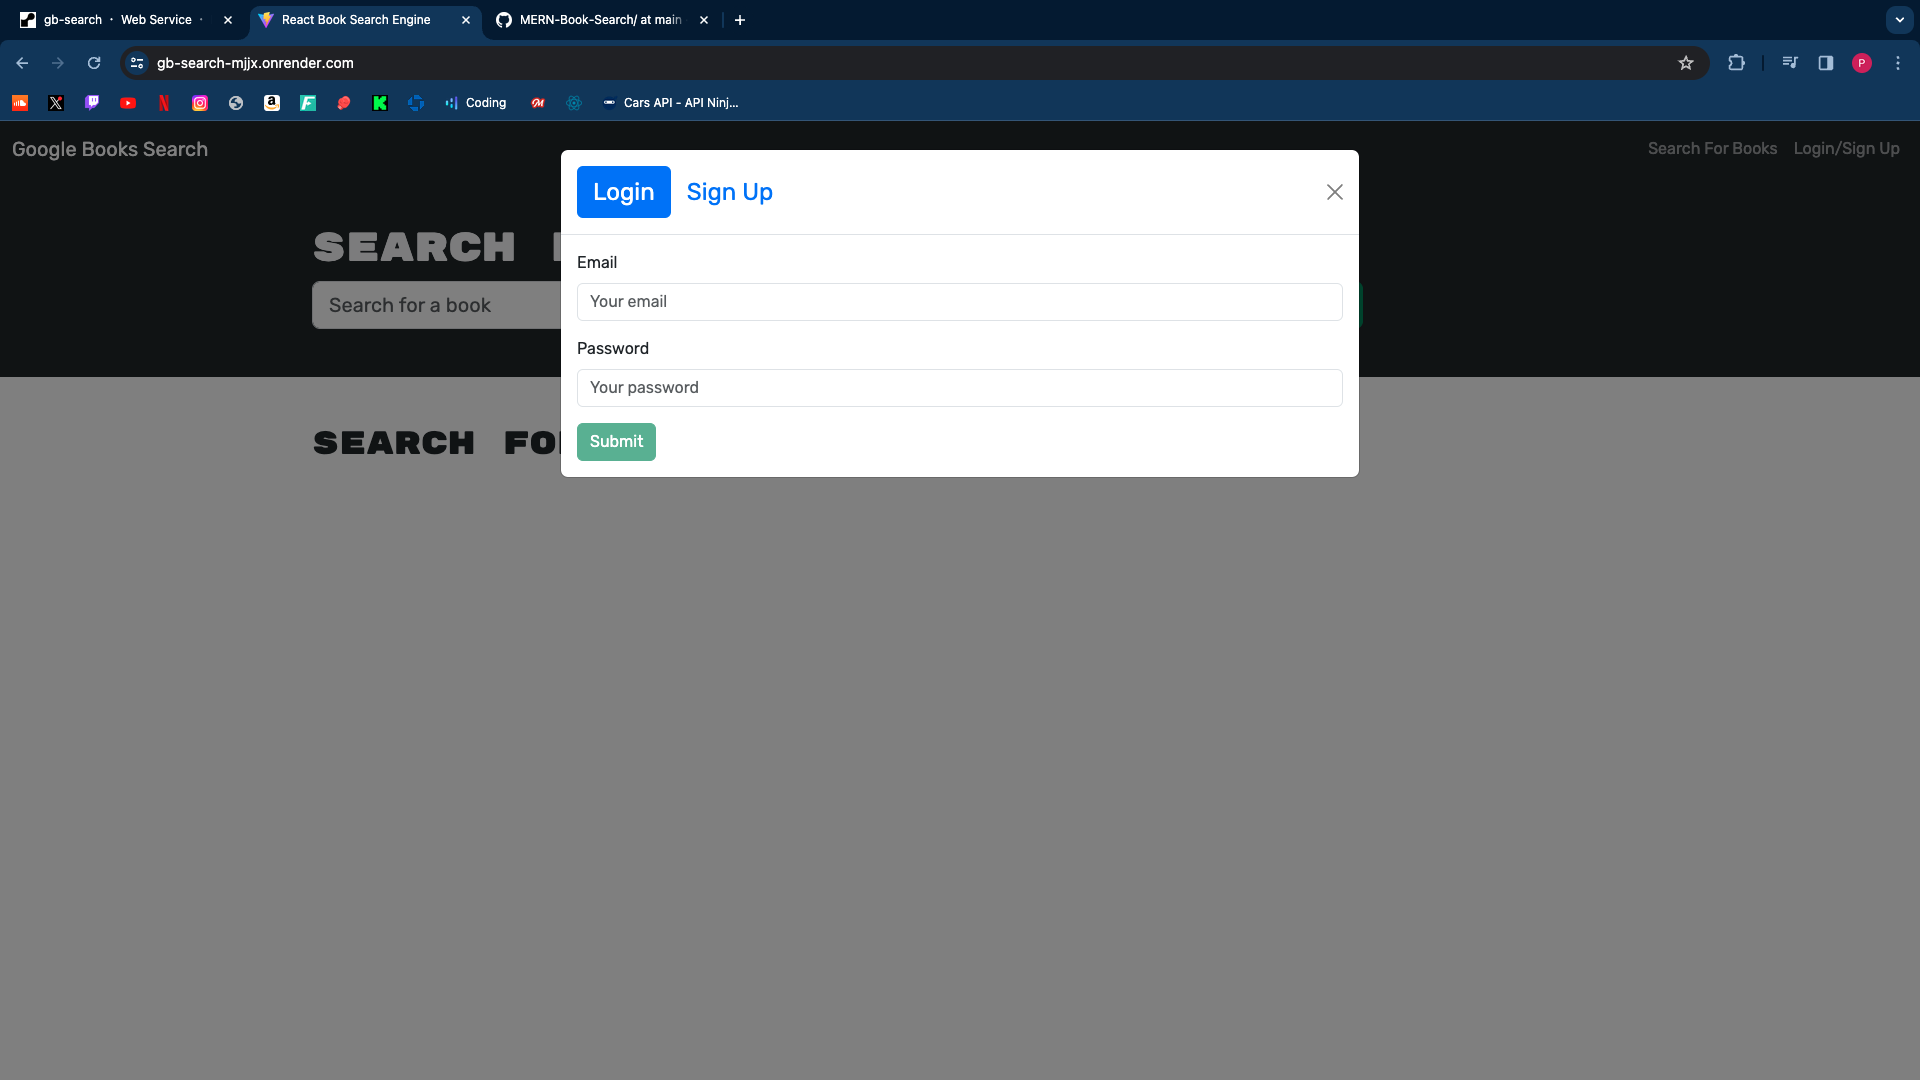 gb-search · Web Service ·
React Book Search Engine
MERN-Book-Search/ at main
gb-search-mjjx.onrender.com
P
Coding
Cars API - API Ninj...
Google Books Search
Search For Books
Login/Sign Up
Login
Sign Up
SEARCH
Search for a book
Email
Your email
Password
Your password
Submit
SEARCH FO